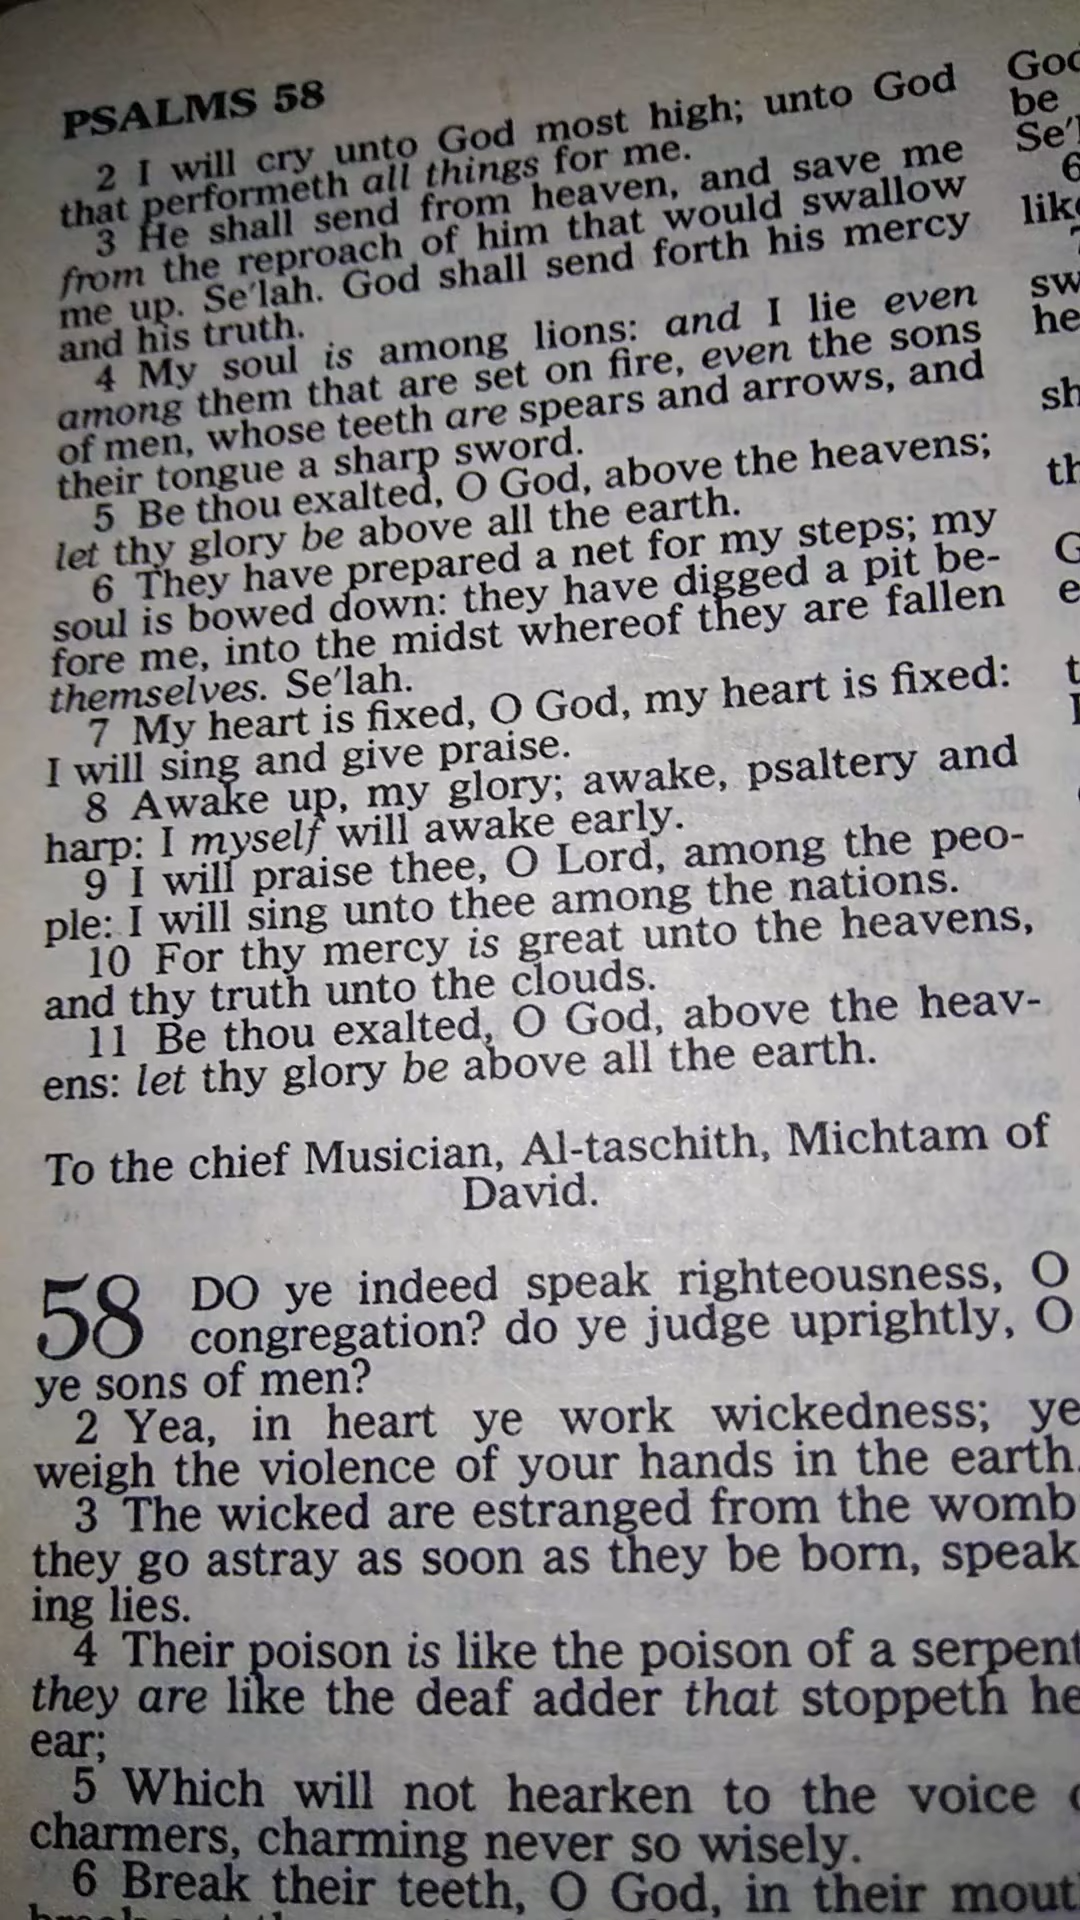 PSALMS 58
2 I will cry unto God most high; unto God
that performeth all things for me.
3 He shall send from heaven, and save me
from the reproach of him that would swallow
me up. Se'lah. God shall send forth his mercy
and his truth.
4 My soul is among lions: and I lie even
among them that are set on fire, even the sons
of men, whose teeth are spears and arrows, and
their tongue a sharp sword.
5 Be thou exalted, O God, above the heavens;
let thy glory be above all the earth.
6 They have prepared a net for my steps; my
soul is bowed down: they have digged a pit be-
fore me, into the midst whereof they are fallen
themselves. Se'lah.
7 My heart is fixed, O God, my heart is fixed:
I will sing and give praise.
8 Awake up, my glory; awake, psaltery and
harp: I myself will awake early.
9 I will praise thee, O Lord, among the peo-
ple: I will sing unto thee among the nations.
10 For thy mercy is great unto the heavens,
and thy truth unto the clouds.
11 Be thou exalted, O God, above the heav-
ens: let thy glory be above all the earth.
To the chief Musician, Al-taschith, Michtam of
David.
58 DO ye indeed speak righteousness, O
congregation? do ye judge uprightly, O
ye sons of men?
2 Yea, in heart ye work wickedness; ye
weigh the violence of your hands in the earth.
3 The wicked are estranged from the womb
they go astray as soon as they be born, speak
ing lies.
4 Their poison is like the poison of a serpent
they are like the deaf adder that stoppeth he
ear;
5 Which will not hearken to the voice
charmers, charming never so wisely.
6 Break their teeth, O God, in their mout
be
6
sw
he
sh